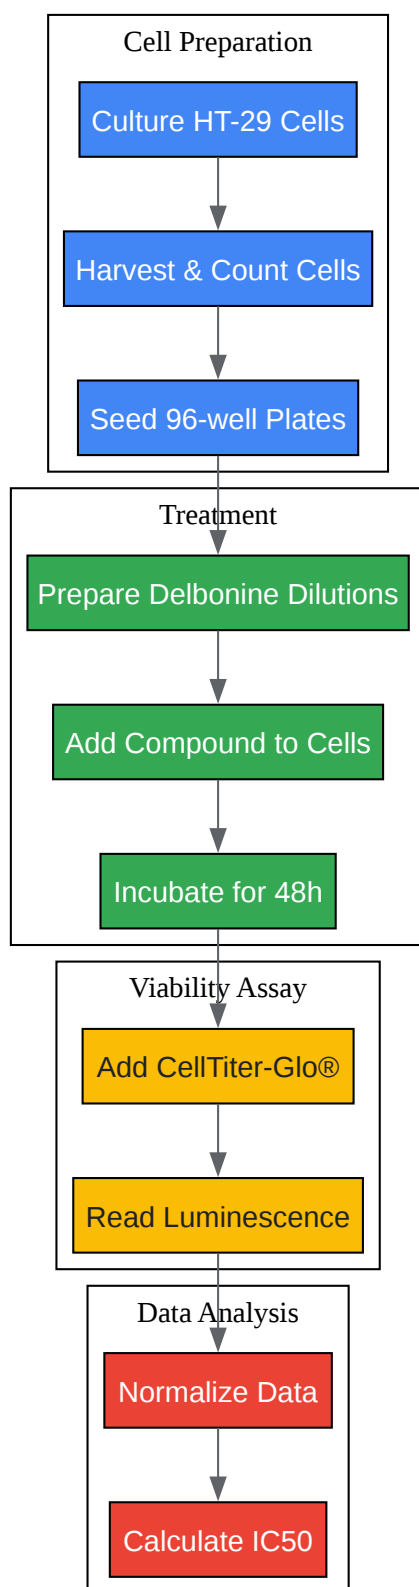 Cell Preparation
Culture HT-29 Cells
Harvest & Count Cells
Seed 96-well Plates
Treatment
Prepare Delbonine Dilutions
Add Compound to Cells
Incubate for 48h
Viability Assay
Add CellTiter-Glo®
Read Luminescence
Data Analysis
Normalize Data
Calculate IC50